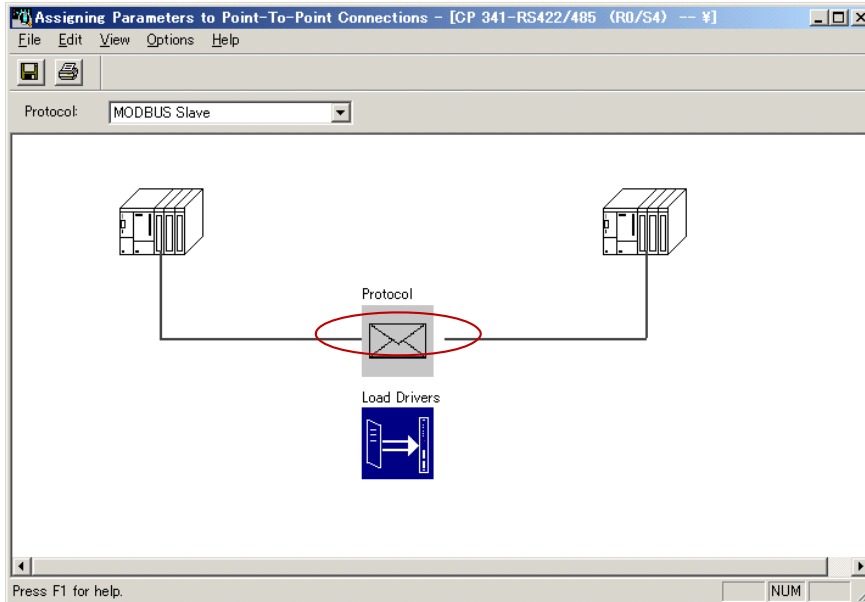 Assigning Parameters to Point-To-Point Connections - [CP 341-RS422/485 (R0/S4) -- ¥]
File Edit View Options Help
Protocol: MODBUS Slave
Protocol
Load Drivers
Press F1 for help.
NUM